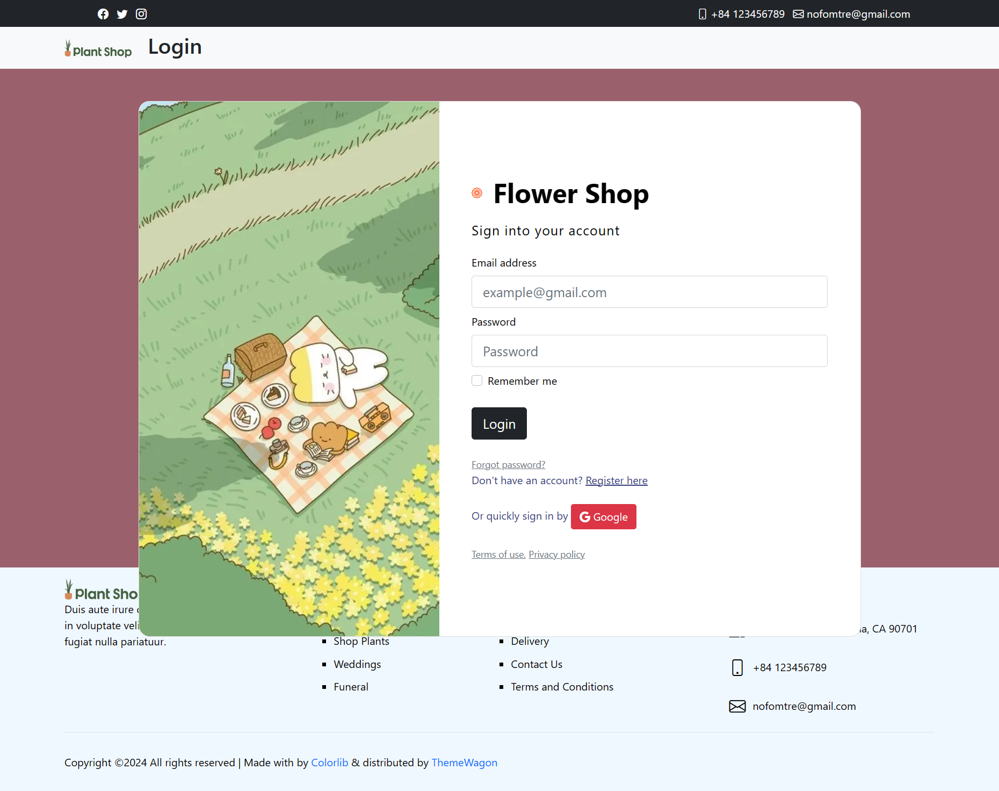 +84 123456789 nofomtre@gmail.com
Plant Shop Login
Flower Shop
Sign into your account
Email address
example@gmail.com
Password
Password
Remember me
Login
Forgot password?
Don't have an account? Register here
Or quickly sign in by Google
Terms of use. Privacy policy
Plant Sho
Duis aute irure
in voluptate veli
fugiat nulla pariatuur.
Shop Plants
Weddings
Funeral
Delivery
Contact Us
Terms and Conditions
a, CA 90701
+84 123456789
nofomtre@gmail.com
Copyright ©2024 All rights reserved | Made with by Colorlib & distributed by ThemeWagon